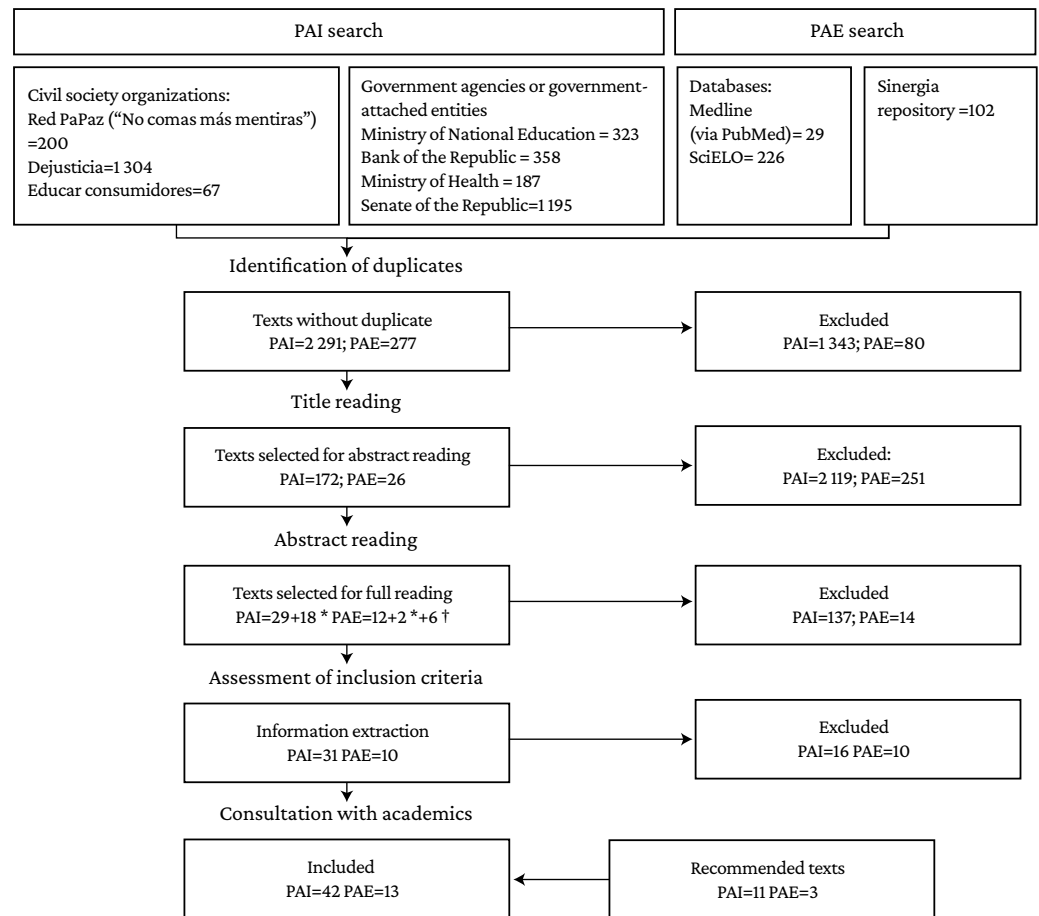 PAI search
PAE search
Civil society organizations:
Red PaPaz (“No comas más mentiras”)
=200
Dejusticia=1 304
Educar consumidores=67
Government agencies or government-
attached entities
Ministry of National Education = 323
Bank of the Republic = 358
Ministry of Health = 187
Senate of the Republic=1 195
Databases:
Medline
(via PubMed)= 29
SciELO= 226
Sinergia
repository =102
Identification of duplicates
Texts without duplicate
PAI=2 291; PAE=277
Excluded
PAI=1 343; PAE=80
Title reading
Texts selected for abstract reading
PAI=172; PAE=26
Excluded:
PAI=2 119; PAE=251
Abstract reading
Texts selected for full reading
PAI=29+18 * PAE=12+2 *+6 †
Excluded
PAI=137; PAE=14
Assessment of inclusion criteria
Information extraction
PAI=31 PAE=10
Excluded
PAI=16 PAE=10
Consultation with academics
Included
PAI=42 PAE=13
Recommended texts
PAI=11 PAE=3